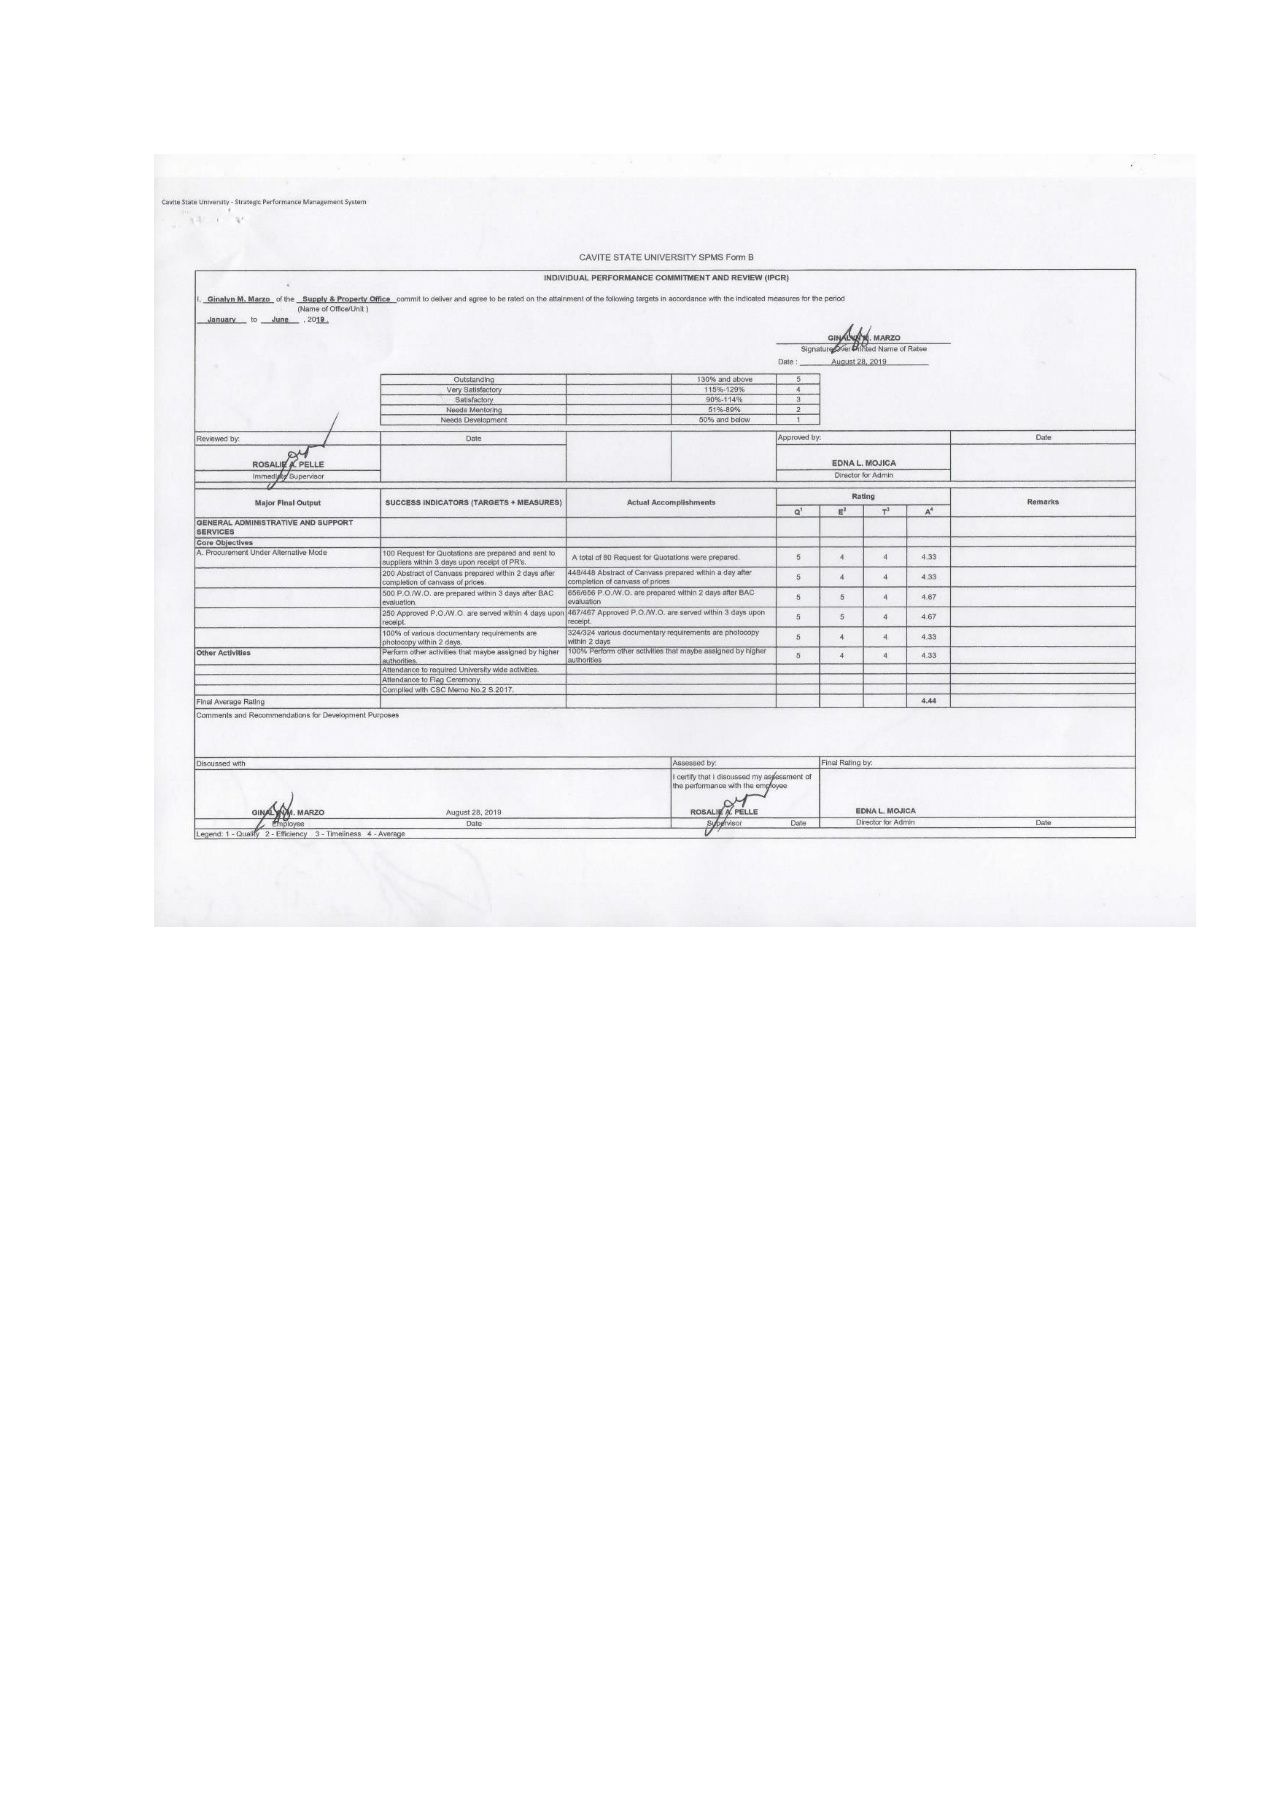 Cavite State University - Strategic Performance Management System
CAVITE STATE UNIVERSITY SPMS Form B
INDIVIDUAL PERFORMANCE COMMITMENT AND REVIEW (IPCR)
I, Ginalyn M. Marzo of the Supply & Property Office commit to deliver and agree to be rated on the attainment of the following targets in accordance with the indicated measures for the period
(Name of Office/Unit )
January to June , 2019 .
GINALYN M. MARZO
Signature Over Printed Name of Ratee
Date : August 28, 2019
Outstanding 130% and above 5
Very Satisfactory 115%-129% 4
Satisfactory 90%-114% 3
Needs Mentoring 51%-89% 2
Needs Development 50% and below 1
Reviewed by: Date Approved by: Date
ROSALIE A. PELLE EDNA L. MOJICA
Immediate Supervisor Director for Admin
Major Final Output SUCCESS INDICATORS (TARGETS + MEASURES) Actual Accomplishments Rating Remarks
Q1 E2 T3 A4
GENERAL ADMINISTRATIVE AND SUPPORT
SERVICES
Core Objectives
A. Procurement Under Alternative Mode 100 Request for Quotations are prepared and sent to
suppliers within 3 days upon receipt of PR's. A total of 80 Request for Quotations were prepared. 5 4 4 4.33
200 Abstract of Canvass prepared within 2 days after
completion of canvass of prices. 448/448 Abstract of Canvass prepared within a day after
completion of canvass of prices 5 4 4 4.33
500 P.O./W.O. are prepared within 3 days after BAC
evaluation. 656/656 P.O./W.O. are prepared within 2 days after BAC
evaluation 5 5 4 4.67
250 Approved P.O./W.O. are served within 4 days upon
receipt. 467/467 Approved P.O./W.O. are served within 3 days upon
receipt. 5 5 4 4.67
100% of various documentary requirements are
photocopy within 2 days. 324/324 various documentary requirements are photocopy
within 2 days 5 4 4 4.33
Other Activities Perform other activities that maybe assigned by higher
authorities. 100% Perform other activities that maybe assigned by higher
authorities 5 4 4 4.33
Attendance to required University wide activities.
Attendance to Flag Ceremony.
Complied with CSC Memo No.2 S.2017.
Final Average Rating 4.44
Comments and Recommendations for Development Purposes
Discussed with Assessed by: Final Rating by:
I certify that I discussed my assessment of
the performance with the employee
GINALYN M. MARZO August 28, 2019 ROSALIE A. PELLE EDNA L. MOJICA
Employee Date Supervisor Date Director for Admin Date
Legend: 1 - Quality 2 - Efficiency 3 - Timeliness 4 - Average